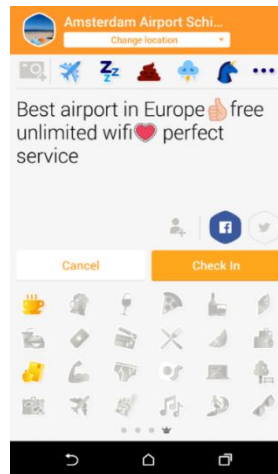 Amsterdam Airport Schi...
Change location
Best airport in Europe👍free
unlimited wifi❤ perfect
service
Cancel
Check In